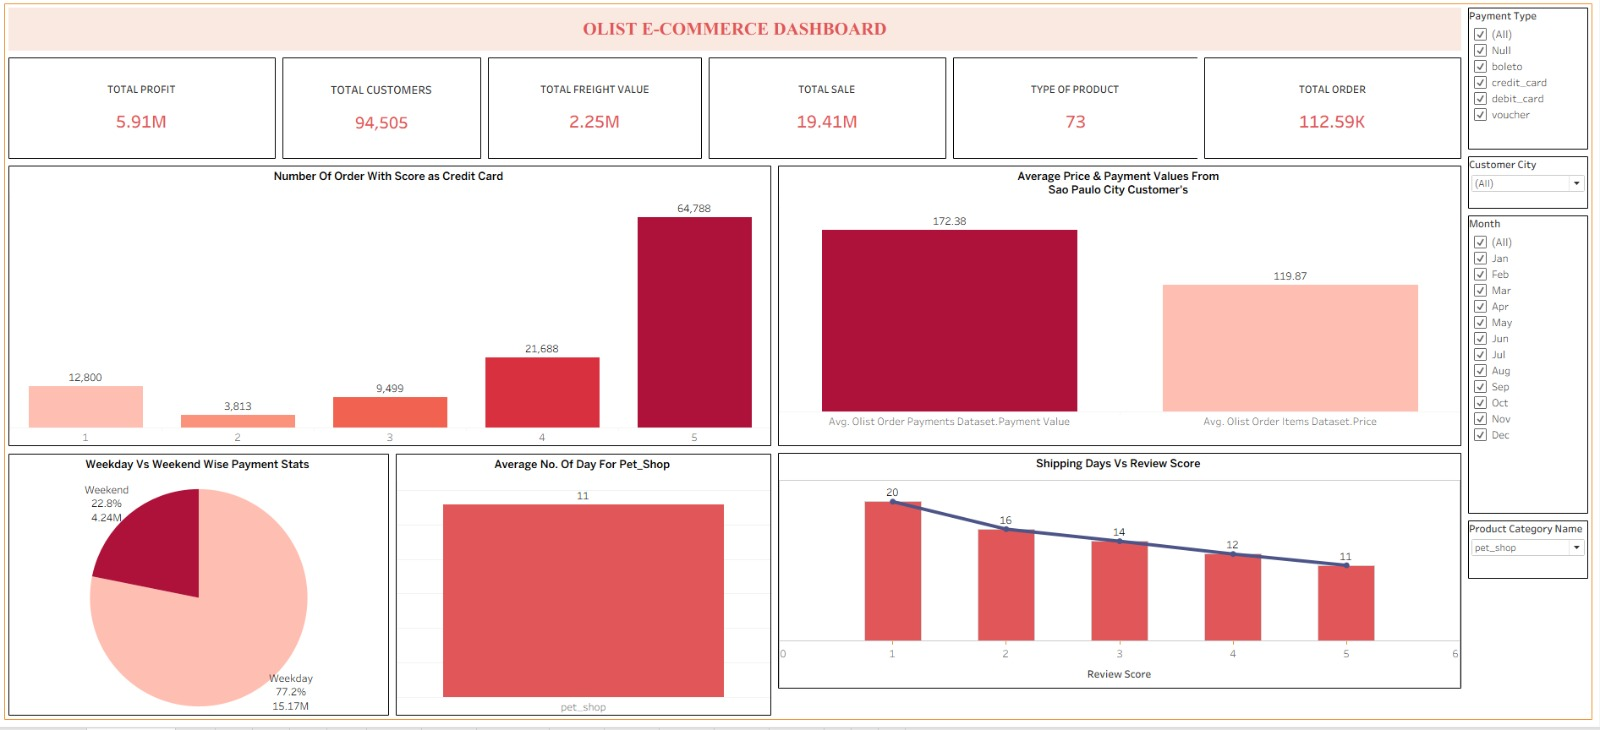 OLIST E-COMMERCE DASHBOARD
TOTAL PROFIT
5.91M
TOTAL CUSTOMERS
94,505
TOTAL FREIGHT VALUE
2.25M
TOTAL SALE
19.41M
TYPE OF PRODUCT
73
TOTAL ORDER
112.59K
Number Of Order With Score as Credit Card
12,800
3,813
9,499
21,688
64,788
1
2
3
4
5
Average Price & Payment Values From
Sao Paulo City Customer's
172.38
119.87
Avg. Olist Order Payments Dataset.Payment Value
Avg. Olist Order Items Dataset.Price
Weekday Vs Weekend Wise Payment Stats
Weekend
22.8%
4.24M
Weekday
77.2%
15.17M
Average No. Of Day For Pet_Shop
11
pet_shop
Shipping Days Vs Review Score
20
16
14
12
11
0
1
2
3
4
5
6
Review Score
Payment Type
(All)
Null
boleto
credit_card
debit_card
voucher
Customer City
(All)
Month
(All)
Jan
Feb
Mar
Apr
May
Jun
Jul
Aug
Sep
Oct
Nov
Dec
Product Category Name
pet_shop